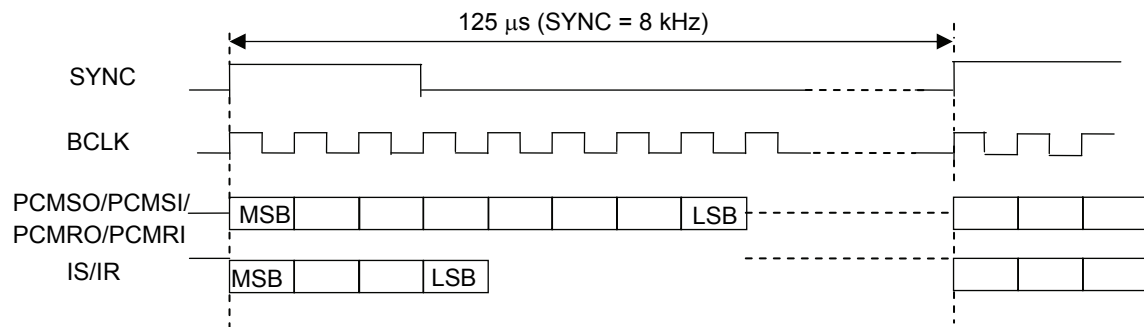 125 μs (SYNC = 8 kHz)
SYNC
BCLK
PCMSO/PCMSI/
PCMRO/PCMRI
MSB
LSB
IS/IR
MSB
LSB